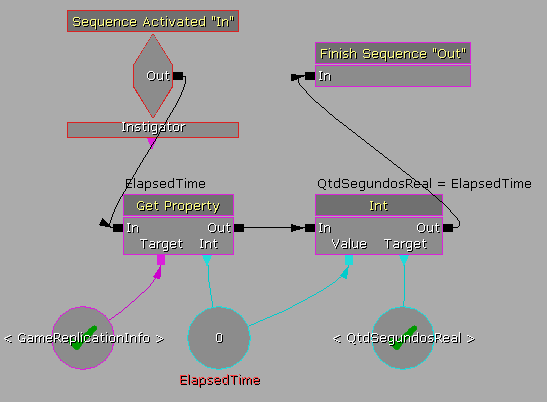 Sequence Activated "In"
Out
Instigator
Finish Sequence "Out"
In
ElapsedTime
Get Property
In
Out
Target
Int
QtdSegundosReal = ElapsedTime
Int
In
Out
Value
Target
< GameReplicationInfo >
0
ElapsedTime
< QtdSegundosReal >